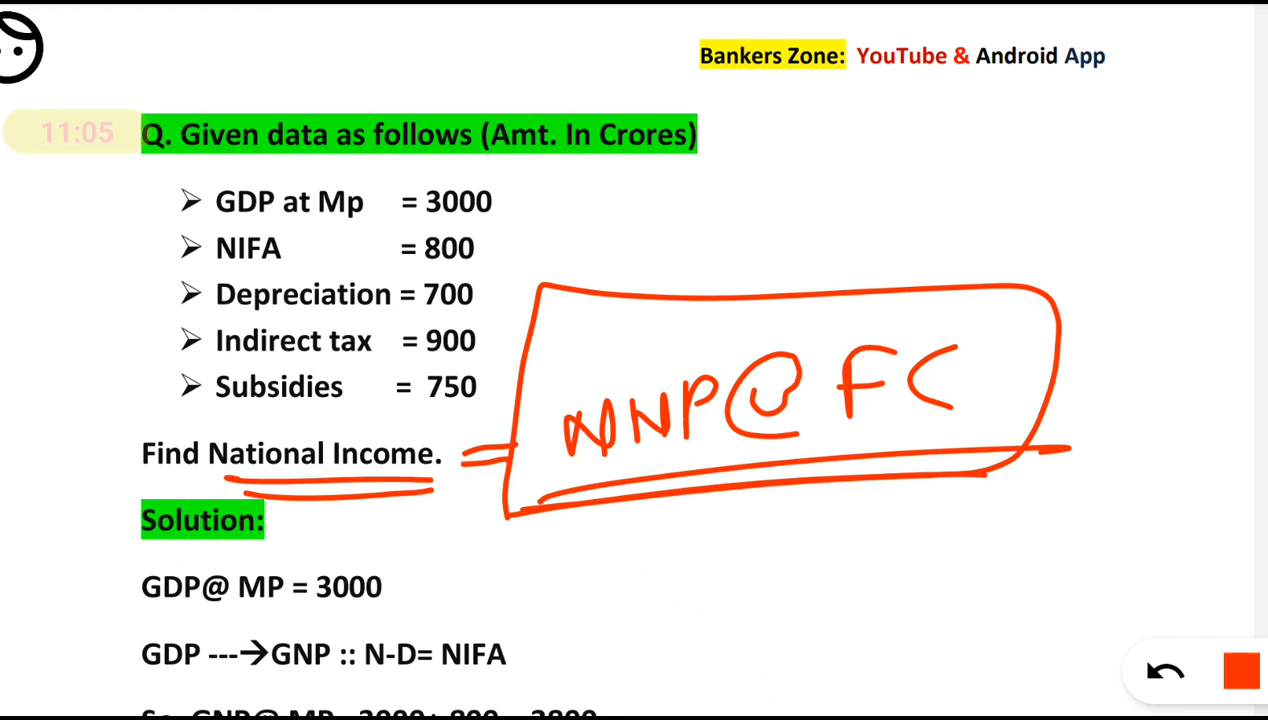 Bankers Zone: YouTube & Android App
11:05
Q. Given data as follows (Amt. In Crores)
➢ GDP at Mp = 3000
➢ NIFA = 800
➢ Depreciation = 700
➢ Indirect tax = 900
➢ Subsidies = 750
NNP@ FC
Find National Income. =
Solution:
GDP@ MP = 3000
GDP ---→GNP :: N-D= NIFA